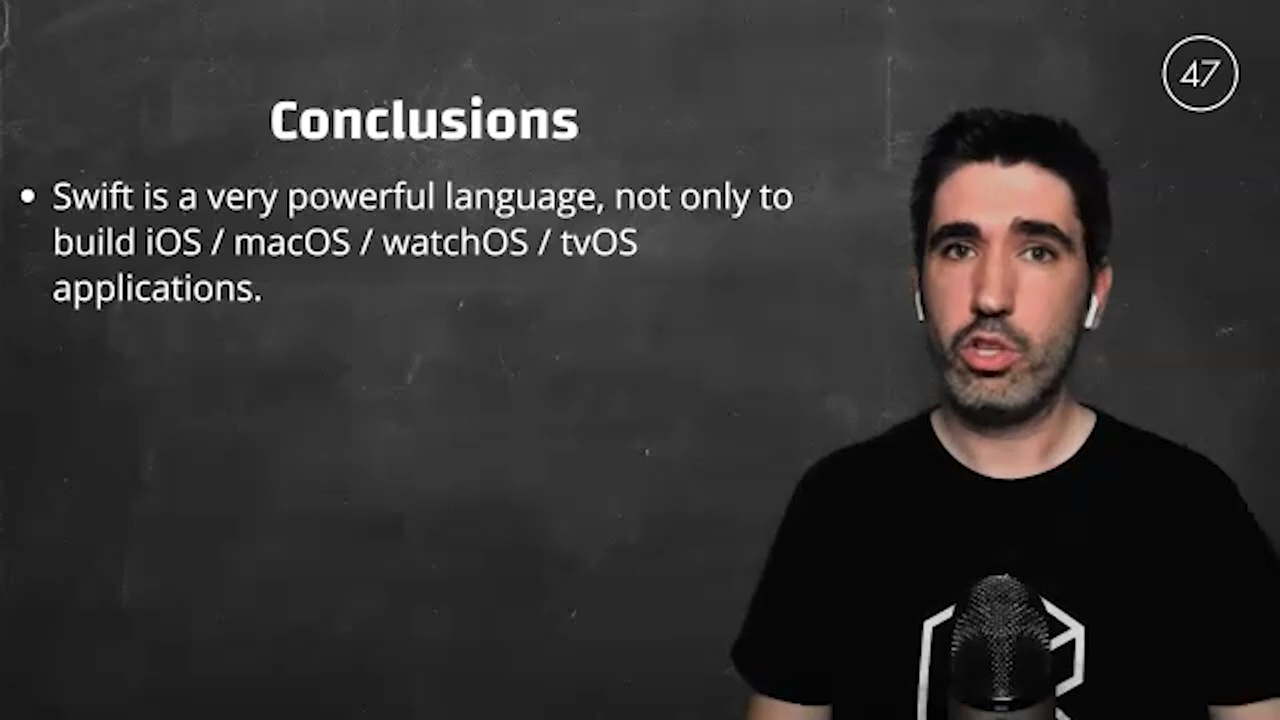 47
Conclusions
• Swift is a very powerful language, not only to
build iOS / macOS / watchOS / tvOS
applications.